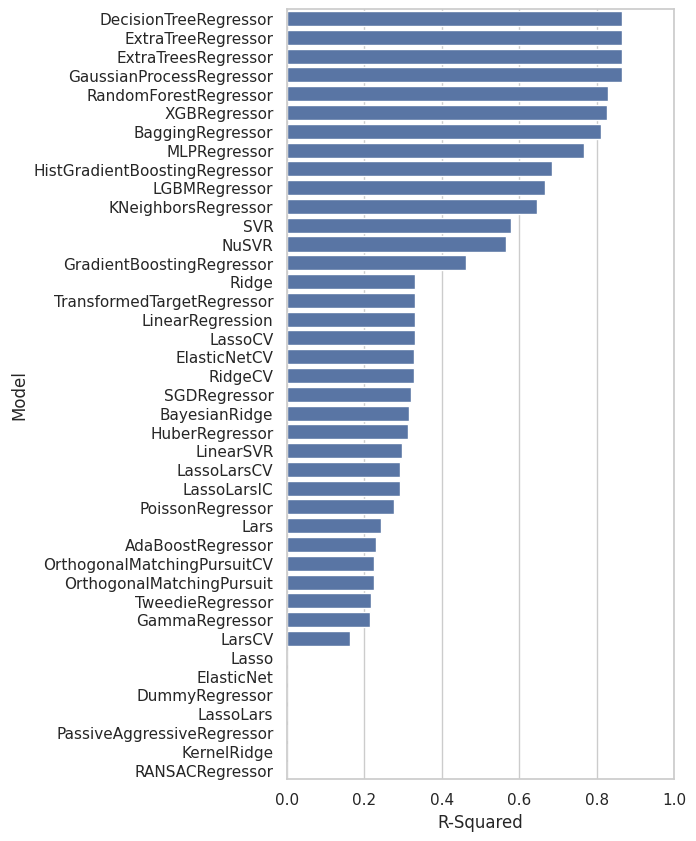 DecisionTreeRegressor
ExtraTreeRegressor
ExtraTreesRegressor
GaussianProcessRegressor
RandomForestRegressor
XGBRegressor
BaggingRegressor
MLPRegressor
HistGradientBoostingRegressor
LGBMRegressor
KNeighborsRegressor
SVR
NuSVR
GradientBoostingRegressor
Ridge
TransformedTargetRegressor
LinearRegression
LassoCV
ElasticNetCV
RidgeCV
SGDRegressor
BayesianRidge
HuberRegressor
LinearSVR
LassoLarsCV
LassoLarsIC
PoissonRegressor
Lars
AdaBoostRegressor
OrthogonalMatchingPursuitCV
OrthogonalMatchingPursuit
TweedieRegressor
GammaRegressor
LarsCV
Lasso
ElasticNet
DummyRegressor
LassoLars
PassiveAggressiveRegressor
KernelRidge
RANSACRegressor
Model
0.0 0.2 0.4 0.6 0.8 1.0
R-Squared